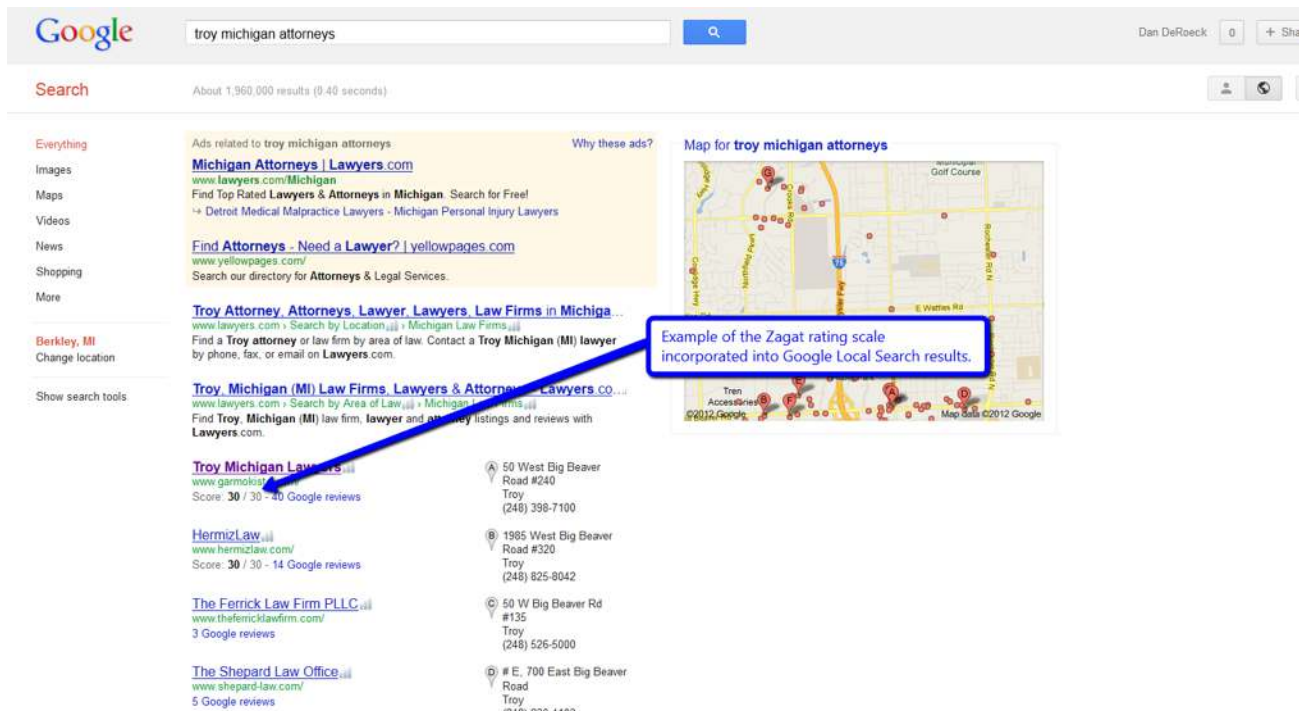 Google
troy michigan attorneys
Dan DeRoeck 0 + Sha
Search
About 1,960,000 results (0.40 seconds)
Everything
Images
Maps
Videos
News
Shopping
More
Berkley, MI
Change location
Show search tools
Ads related to troy michigan attorneys Why these ads?
Michigan Attorneys | Lawyers.com
www.lawyers.com/Michigan
Find Top Rated Lawyers & Attorneys in Michigan. Search for Free!
↪ Detroit Medical Malpractice Lawyers - Michigan Personal Injury Lawyers
Find Attorneys - Need a Lawyer? | yellowpages.com
www.yellowpages.com/
Search our directory for Attorneys & Legal Services.
Troy Attorney, Attorneys, Lawyer, Lawyers, Law Firms in Michiga...
www.lawyers.com › Search by Location › Michigan Law Firms
Find a Troy attorney or law firm by area of law. Contact a Troy Michigan (MI) lawyer
by phone, fax, or email on Lawyers.com.
Troy, Michigan (MI) Law Firms, Lawyers & Attorneys - Lawyers.co...
www.lawyers.com › Search by Area of Law › Michigan Law Firms
Find Troy, Michigan (MI) law firm, lawyer and attorney listings and reviews with
Lawyers.com.
Troy Michigan Lawyers
Score: 30 / 30 - 40 Google reviews
A 50 West Big Beaver
Road #240
Troy
(248) 398-7100
HermizLaw
www.hermizlaw.com/
Score: 30 / 30 - 14 Google reviews
B 1985 West Big Beaver
Road #320
Troy
(248) 825-8042
The Ferrick Law Firm PLLC
www.theferricklawfirm.com/
3 Google reviews
C 50 W Big Beaver Rd
#135
Troy
(248) 526-5000
The Shepard Law Office
www.shepard-law.com/
5 Google reviews
D # E, 700 East Big Beaver
Road
Troy
Map for troy michigan attorneys
Golf Course
G
Crooks Rd
Northfield Pkwy
Coolidge Hwy
Rochester Rd N
75
E Wattles Rd
Example of the Zagat rating scale
incorporated into Google Local Search results.
Tren
Accessories
B
F
E
A
D
©2012 Google
Map data ©2012 Google